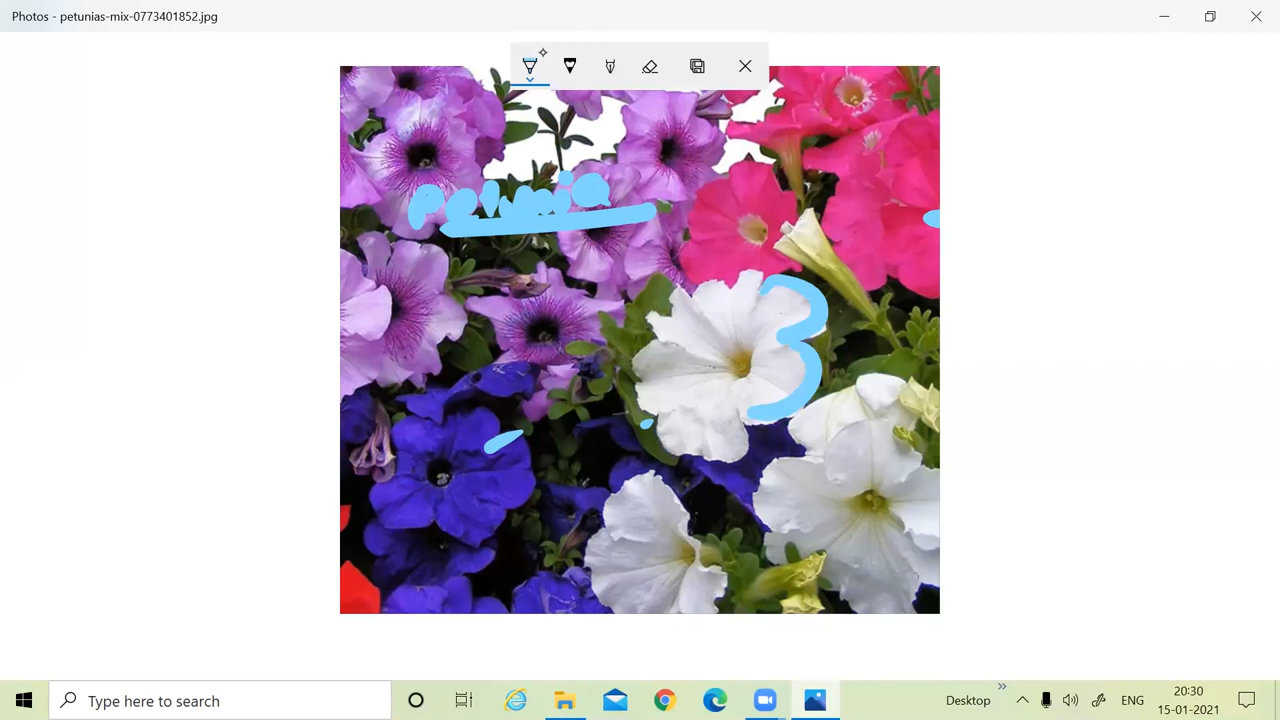 Photos - petunias-mix-0773401852.jpg
petunia
3
Type here to search
Desktop
ENG
20:30
15-01-2021